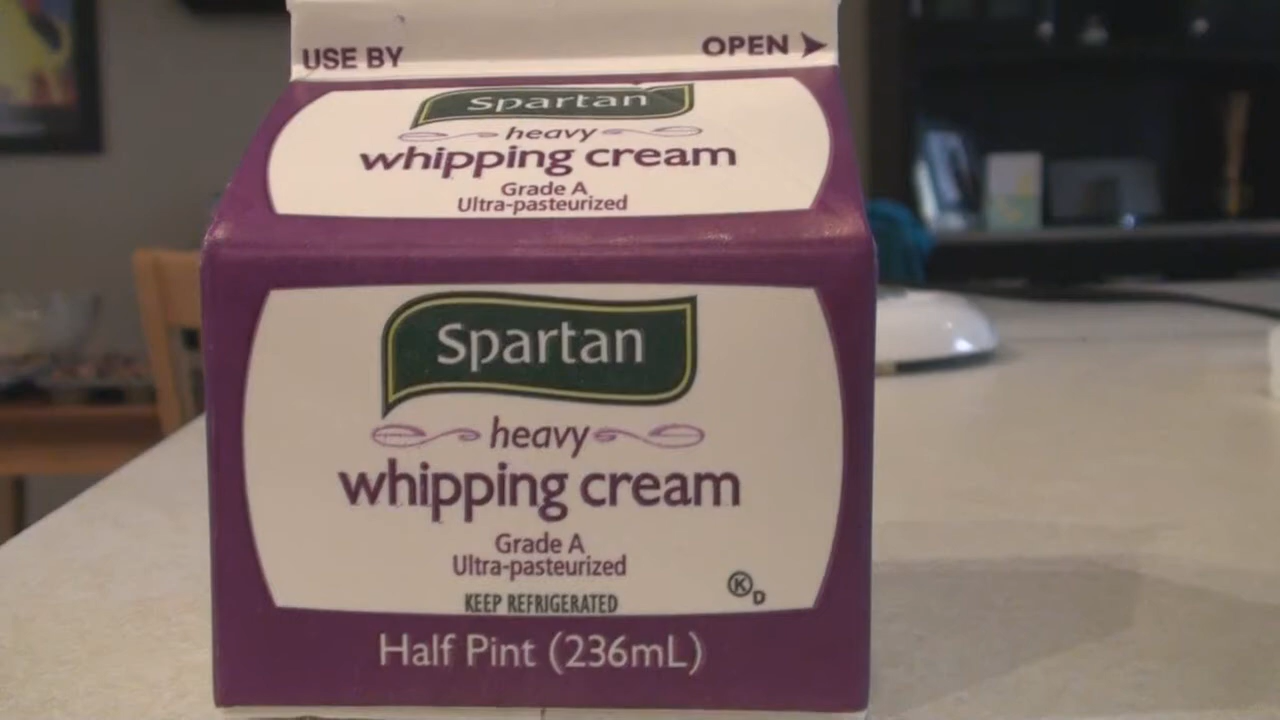 USE BY OPEN
Spartan
heavy
whipping cream
Grade A
Ultra-pasteurized
Spartan
heavy
whipping cream
Grade A
Ultra-pasteurized
K D
KEEP REFRIGERATED
Half Pint (236mL)